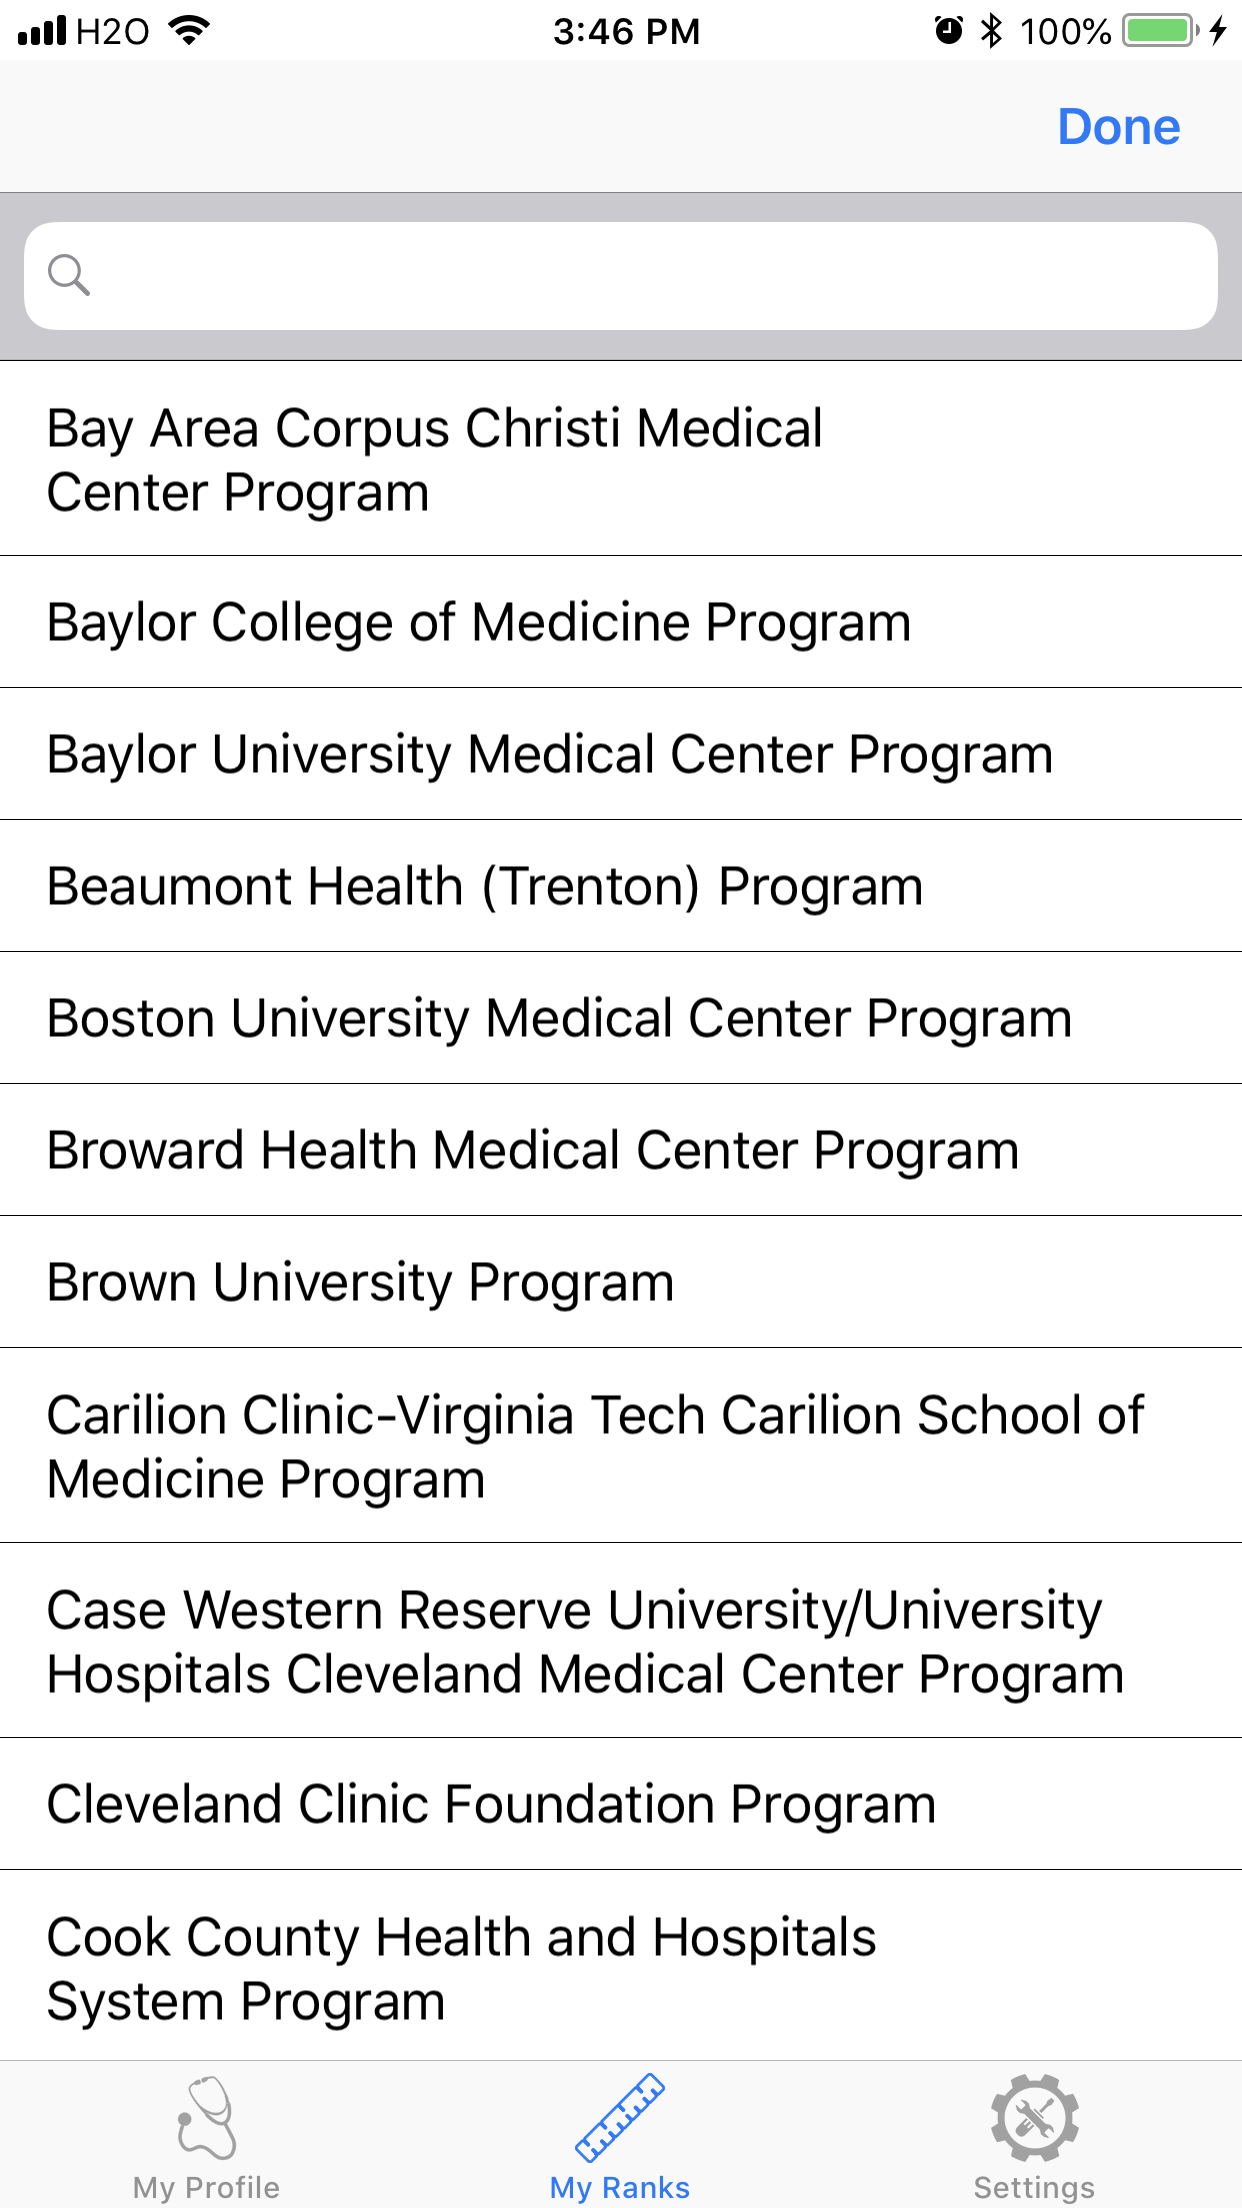 H2O 3:46 PM 100%
Done
Bay Area Corpus Christi Medical
Center Program
Baylor College of Medicine Program
Baylor University Medical Center Program
Beaumont Health (Trenton) Program
Boston University Medical Center Program
Broward Health Medical Center Program
Brown University Program
Carilion Clinic-Virginia Tech Carilion School of
Medicine Program
Case Western Reserve University/University
Hospitals Cleveland Medical Center Program
Cleveland Clinic Foundation Program
Cook County Health and Hospitals
System Program
My Profile My Ranks Settings